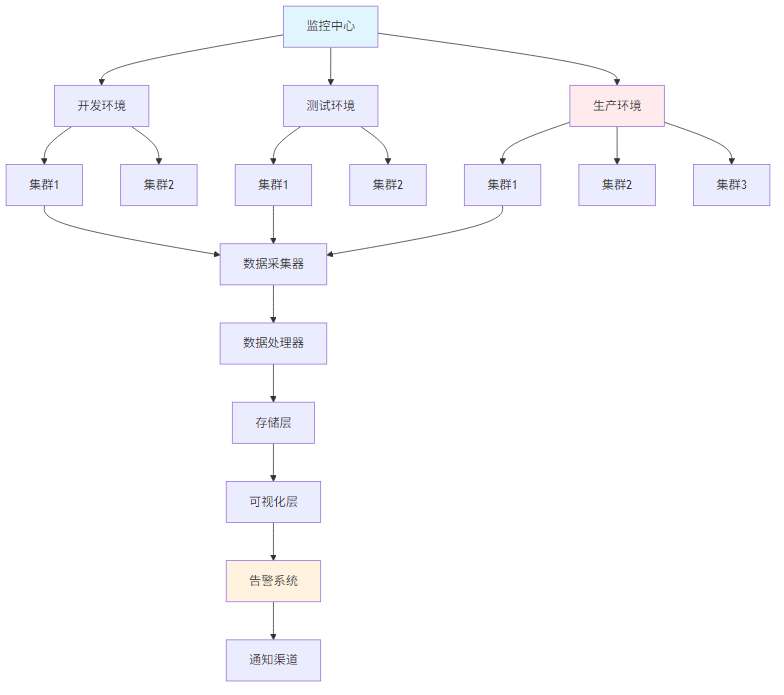 监控中心
开发环境
测试环境
生产环境
集群1
集群2
集群1
集群2
集群1
集群2
集群3
数据采集器
数据处理器
存储层
可视化层
告警系统
通知渠道